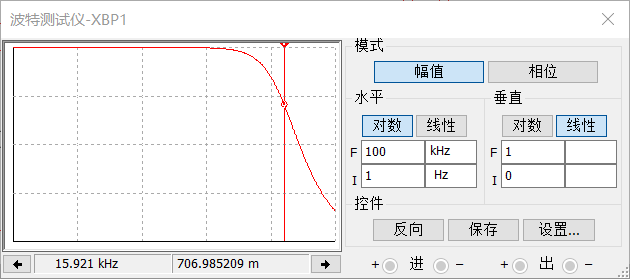 波特测试仪-XBP1
模式
幅值 相位
水平 垂直
对数 线性 对数 线性
F 100 kHz F 1
I 1 Hz I 0
控件
反向 保存 设置...
15.921 kHz 706.985209 m
+ 进 − + 出 −